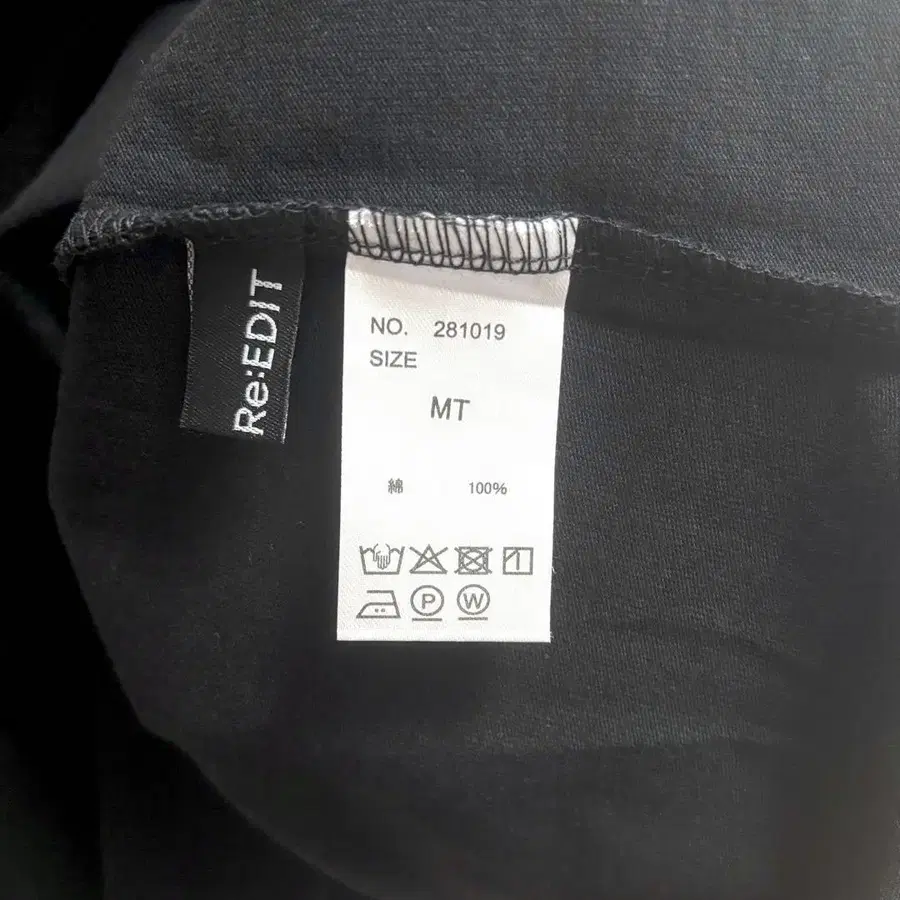 Re:EDIT
NO. 281019
SIZE
MT
綿 100%
P W